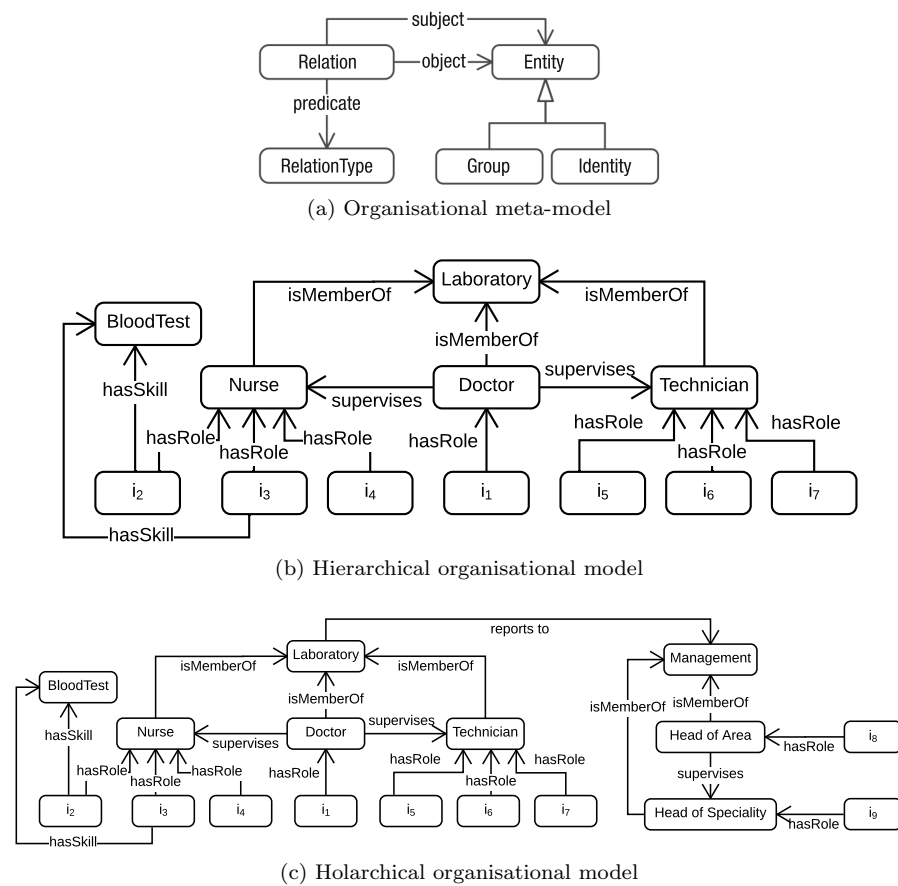 subject
Relation
object
Entity
predicate
RelationType
Group
Identity
(a) Organisational meta-model
Laboratory
isMemberOf
isMemberOf
BloodTest
isMemberOf
hasSkill
Nurse
supervises
Doctor
supervises
Technician
hasRole
hasRole
hasRole
hasRole
hasRole
hasRole
hasRole
i2
i3
i4
i1
i5
i6
i7
hasSkill
(b) Hierarchical organisational model
reports to
Laboratory
Management
isMemberOf
isMemberOf
BloodTest
isMemberOf
isMemberOf
isMemberOf
hasSkill
Nurse
supervises
Doctor
supervises
Technician
Head of Area
hasRole
i8
hasRole
hasRole
hasRole
hasRole
hasRole
hasRole
hasRole
supervises
i2
i3
i4
i1
i5
i6
i7
Head of Speciality
hasRole
i9
hasSkill
(c) Holarchical organisational model